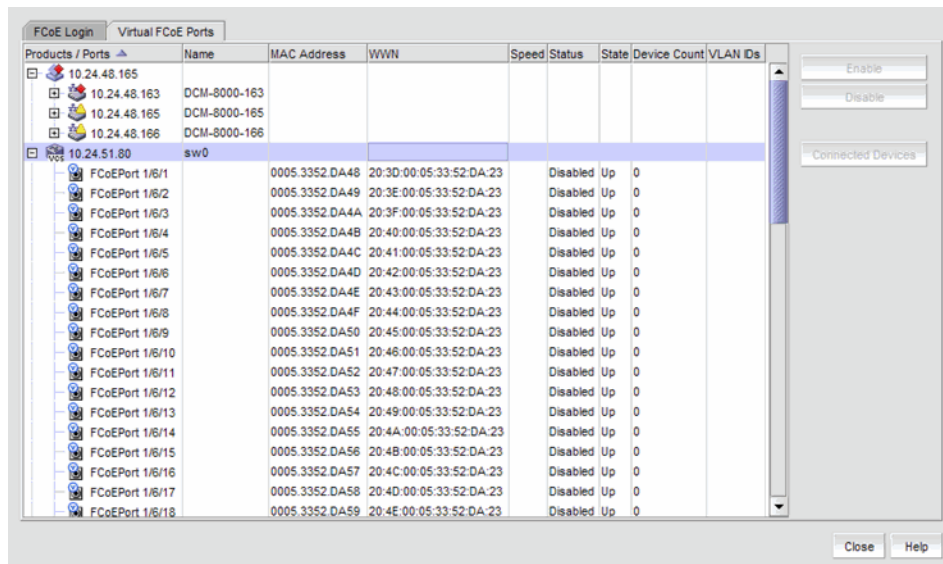 FCoE Login Virtual FCoE Ports
Products / Ports Name MAC Address WWN Speed Status State Device Count VLAN IDs
10.24.48.165
10.24.48.163 DCM-8000-163
10.24.48.165 DCM-8000-165
10.24.48.166 DCM-8000-166
VCS 10.24.51.80 sw0
FCoEPort 1/6/1 0005.3352.DA48 20:3D:00:05:33:52:DA:23 Disabled Up 0
FCoEPort 1/6/2 0005.3352.DA49 20:3E:00:05:33:52:DA:23 Disabled Up 0
FCoEPort 1/6/3 0005.3352.DA4A 20:3F:00:05:33:52:DA:23 Disabled Up 0
FCoEPort 1/6/4 0005.3352.DA4B 20:40:00:05:33:52:DA:23 Disabled Up 0
FCoEPort 1/6/5 0005.3352.DA4C 20:41:00:05:33:52:DA:23 Disabled Up 0
FCoEPort 1/6/6 0005.3352.DA4D 20:42:00:05:33:52:DA:23 Disabled Up 0
FCoEPort 1/6/7 0005.3352.DA4E 20:43:00:05:33:52:DA:23 Disabled Up 0
FCoEPort 1/6/8 0005.3352.DA4F 20:44:00:05:33:52:DA:23 Disabled Up 0
FCoEPort 1/6/9 0005.3352.DA50 20:45:00:05:33:52:DA:23 Disabled Up 0
FCoEPort 1/6/10 0005.3352.DA51 20:46:00:05:33:52:DA:23 Disabled Up 0
FCoEPort 1/6/11 0005.3352.DA52 20:47:00:05:33:52:DA:23 Disabled Up 0
FCoEPort 1/6/12 0005.3352.DA53 20:48:00:05:33:52:DA:23 Disabled Up 0
FCoEPort 1/6/13 0005.3352.DA54 20:49:00:05:33:52:DA:23 Disabled Up 0
FCoEPort 1/6/14 0005.3352.DA55 20:4A:00:05:33:52:DA:23 Disabled Up 0
FCoEPort 1/6/15 0005.3352.DA56 20:4B:00:05:33:52:DA:23 Disabled Up 0
FCoEPort 1/6/16 0005.3352.DA57 20:4C:00:05:33:52:DA:23 Disabled Up 0
FCoEPort 1/6/17 0005.3352.DA58 20:4D:00:05:33:52:DA:23 Disabled Up 0
FCoEPort 1/6/18 0005.3352.DA59 20:4E:00:05:33:52:DA:23 Disabled Up 0
Enable
Disable
Connected Devices
Close Help